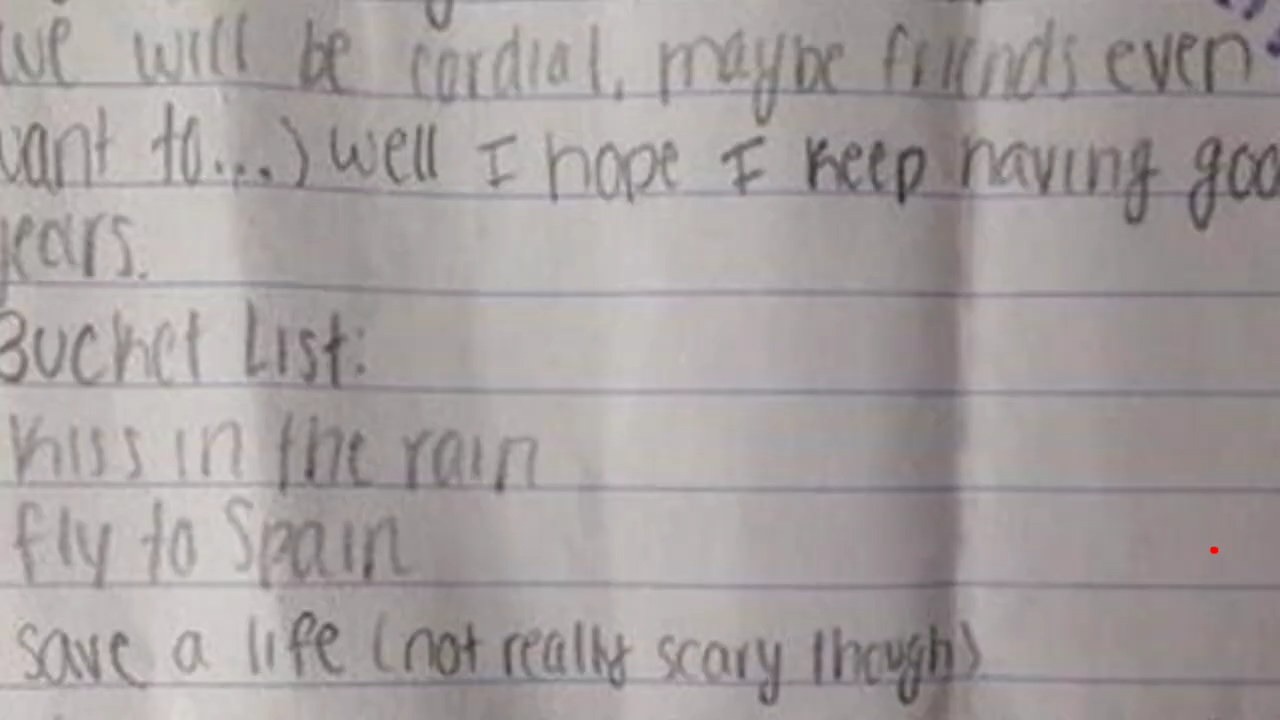 we will be cordial, maybe friends even
want to...) well I hope I keep having goo
years.
Bucket List:
kiss in the rain
fly to Spain
save a life (not really scary though)